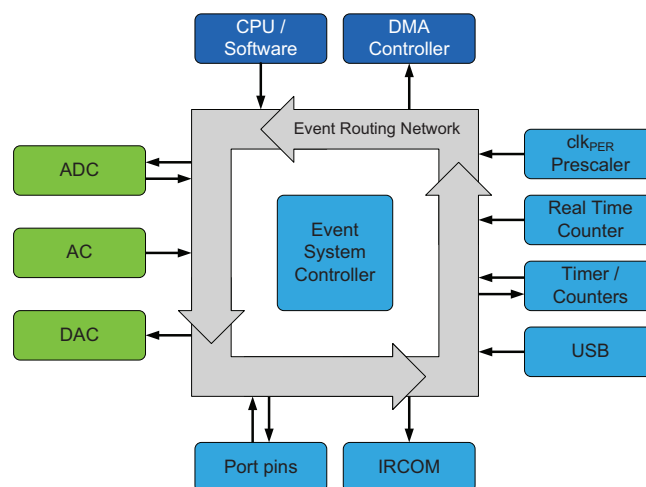 CPU /
Software
DMA
Controller
Event Routing Network
ADC
clkPER
Prescaler
Real Time
Counter
AC
Event
System
Controller
Timer /
Counters
DAC
USB
Port pins
IRCOM